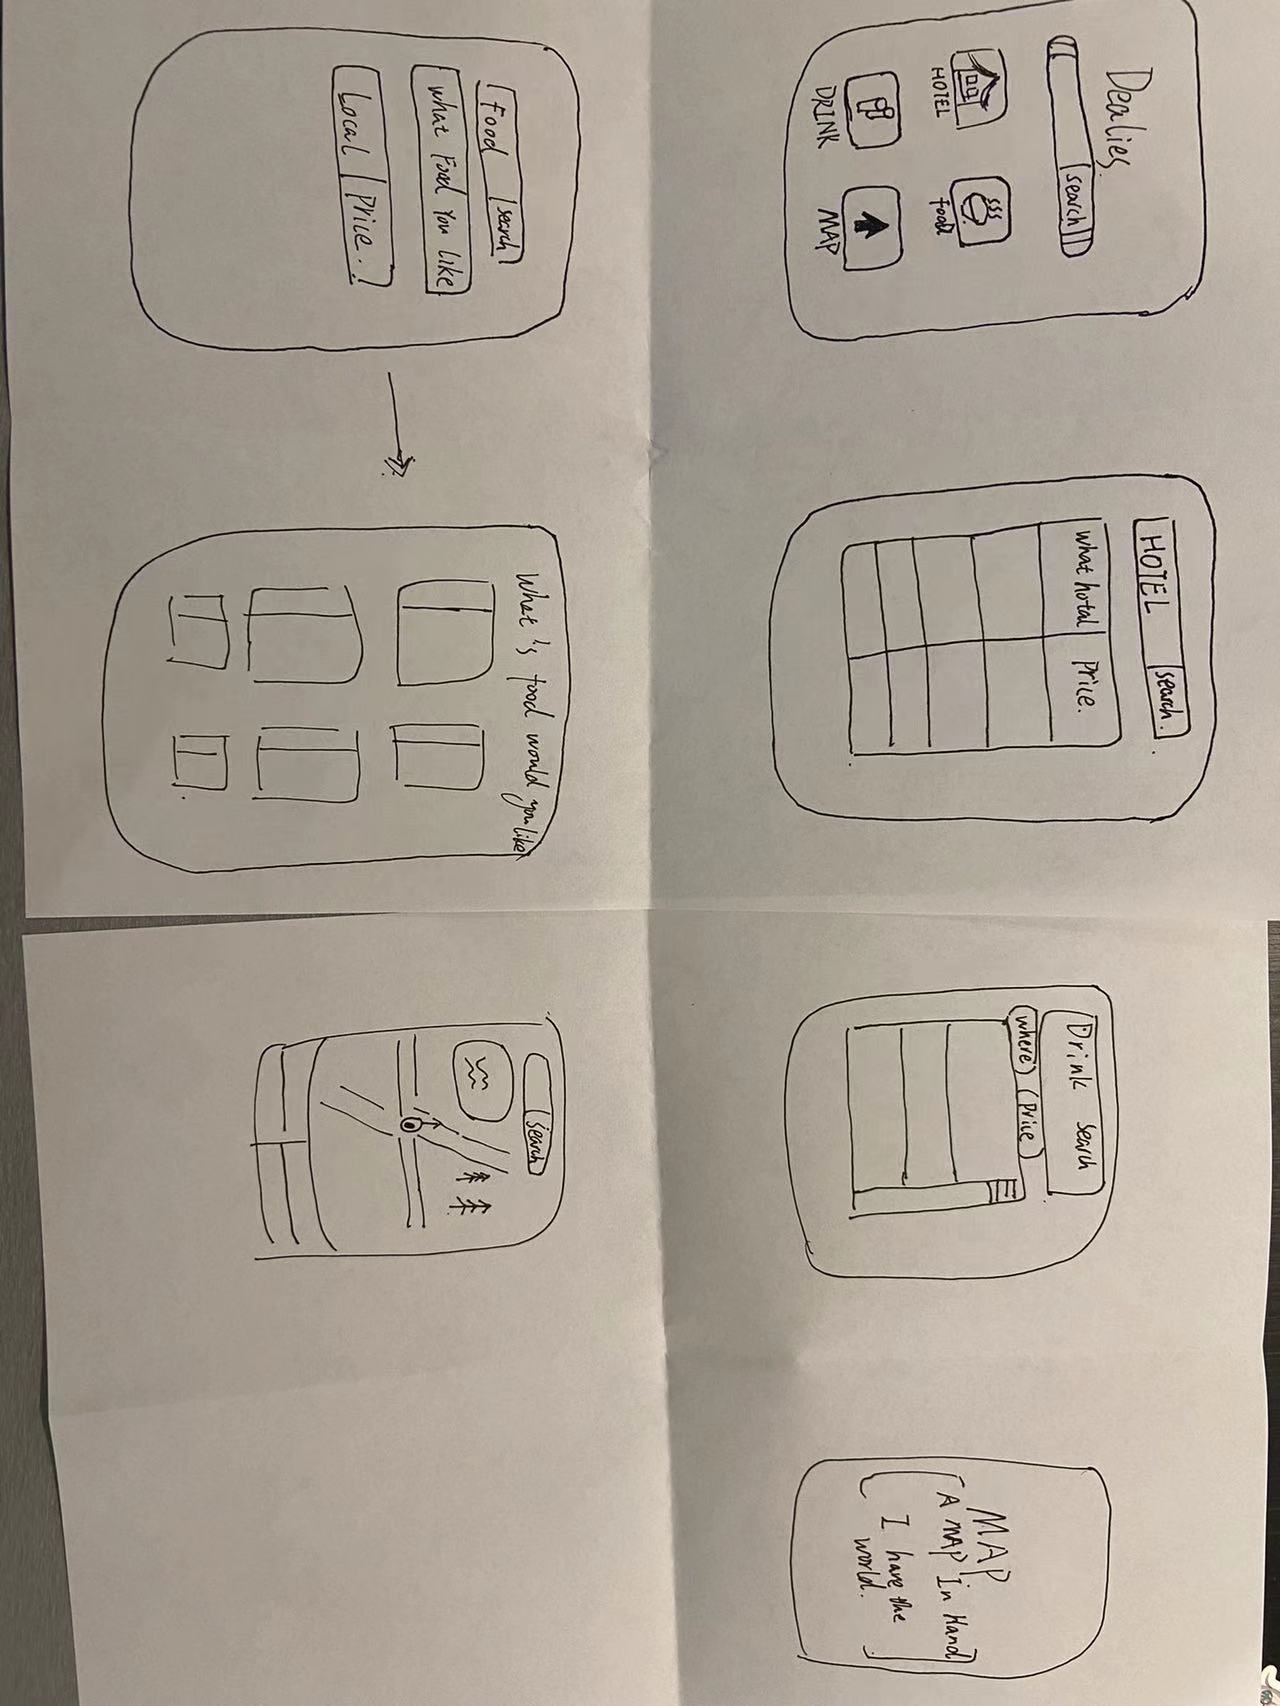 Dealies.
search
HOTEL
food
DRINK
MAP
HOTEL search.
what hotal Price.
Drink Search
where Price
MAP.
A MAP In Hand
I have the
world.
Food search
what Food You like
Local Price.
What's food would you like
search